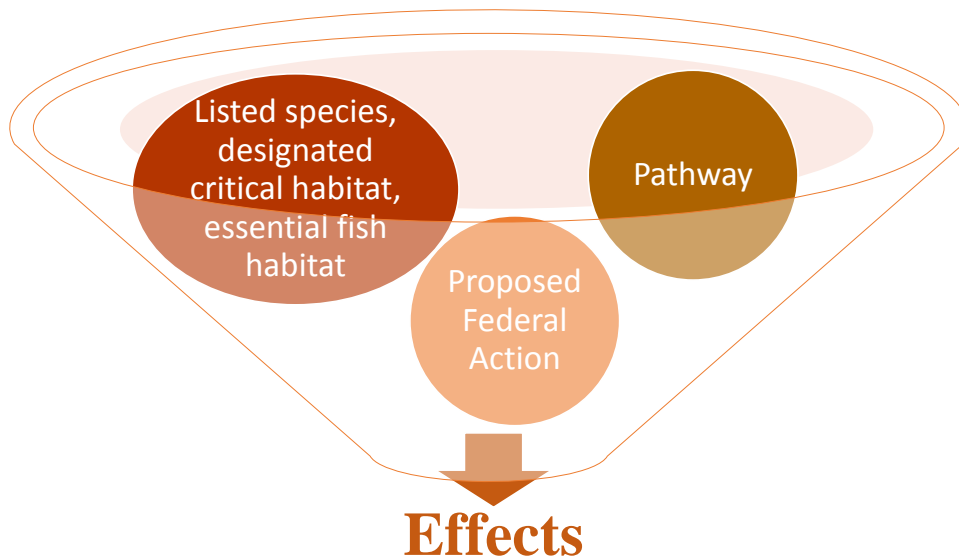 Listed species,
designated
critical habitat,
essential fish
habitat
Pathway
Proposed
Federal
Action
Effects